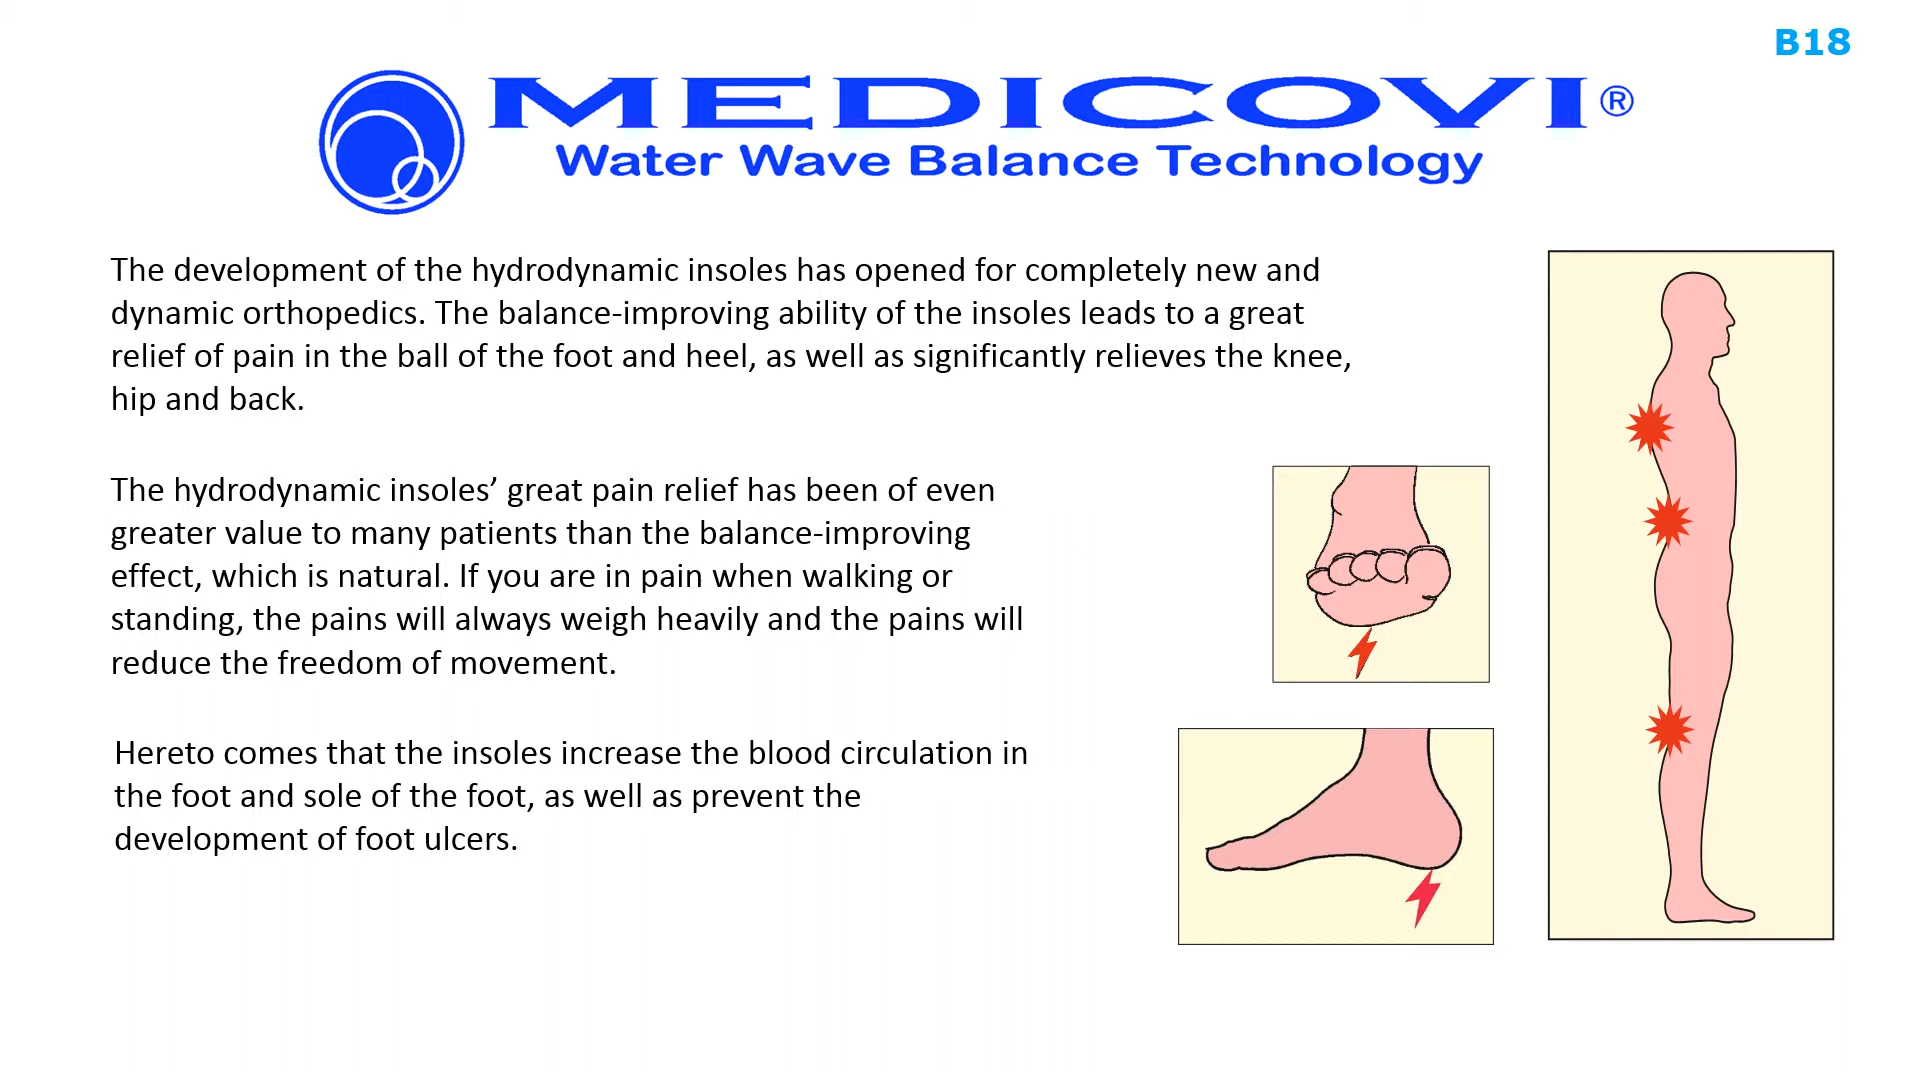 B18
MEDICOVI®
Water Wave Balance Technology
The development of the hydrodynamic insoles has opened for completely new and
dynamic orthopedics. The balance-improving ability of the insoles leads to a great
relief of pain in the ball of the foot and heel, as well as significantly relieves the knee,
hip and back.
The hydrodynamic insoles’ great pain relief has been of even
greater value to many patients than the balance-improving
effect, which is natural. If you are in pain when walking or
standing, the pains will always weigh heavily and the pains will
reduce the freedom of movement.
Hereto comes that the insoles increase the blood circulation in
the foot and sole of the foot, as well as prevent the
development of foot ulcers.